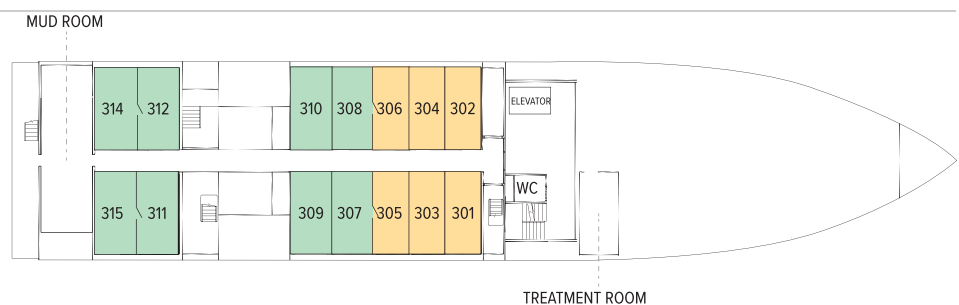 MUD ROOM
314 312 310 308 306 304 302
ELEVATOR
WC
315 311 309 307 305 303 301
TREATMENT ROOM